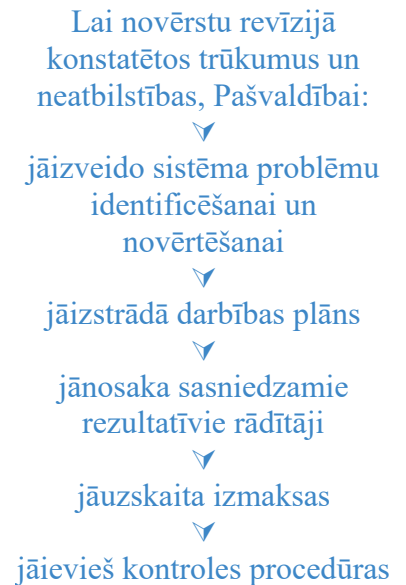 Lai novērstu revīzijā
konstatētos trūkumus un
neatbilstības, Pašvaldībai:
jāizveido sistēma problēmu
identificēšanai un
novērtēšanai
jāizstrādā darbības plāns
jānosaka sasniedzamie
rezultatīvie rādītāji
jāuzskaita izmaksas
jāievieš kontroles procedūras